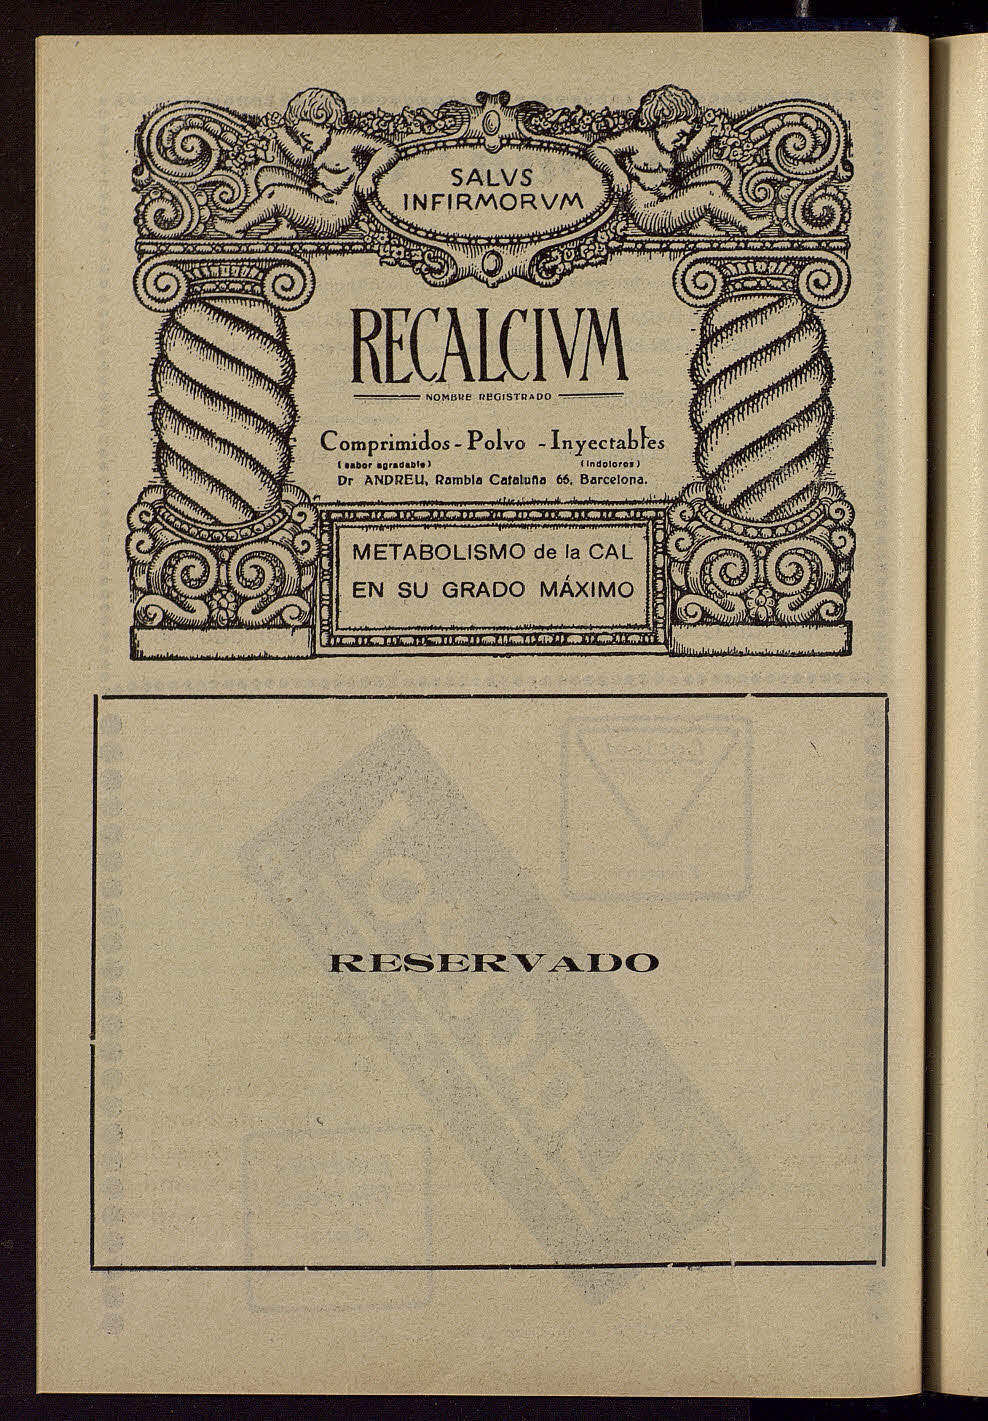 SALVS
INFIRMORVM
RECALCIVM
NOMBRE REGISTRADO
Comprimidos - Polvo - Inyectables
(sabor agradable) (Indoloros)
Dr ANDREU, Rambla Cataluña 66. Barcelona.
METABOLISMO de la CAL
EN SU GRADO MÁXIMO
RESERVADO